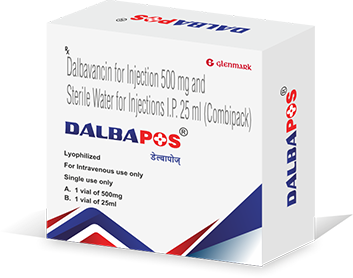 Rx
Glenmark
Dalbavancin for Injection 500 mg and
Sterile Water for Injections I.P. 25 ml (Combipack)
DALBAPOS®
डेल्बापोज्
Lyophilized
For Intravenous use only
Single use only
A. 1 vial of 500mg
B. 1 vial of 25ml
DALBAPOS®